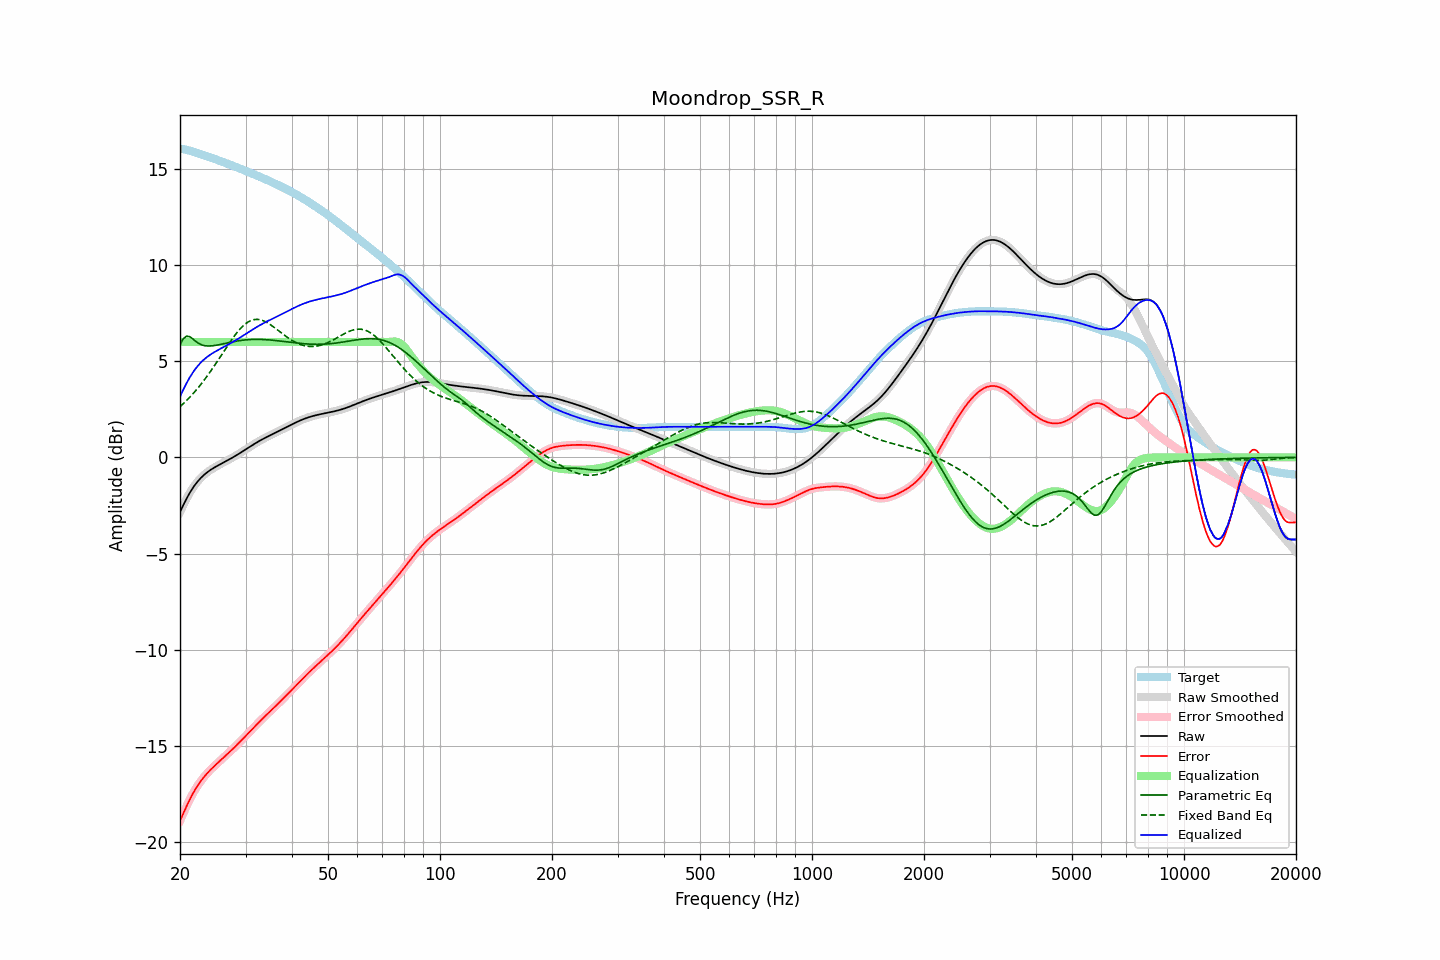 Moondrop_SSR_R
Amplitude (dBr)
15
10
5
0
−5
−10
−15
−20
20
50
100
200
500
1000
2000
5000
10000
20000
Frequency (Hz)
Target
Raw Smoothed
Error Smoothed
Raw
Error
Equalization
Parametric Eq
Fixed Band Eq
Equalized